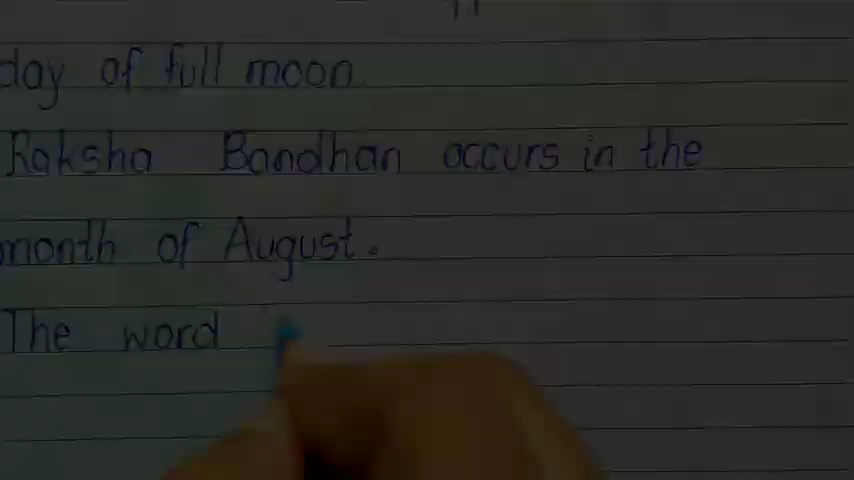 day of full moon.
Raksha Bandhan occurs in the
month of August.
The word